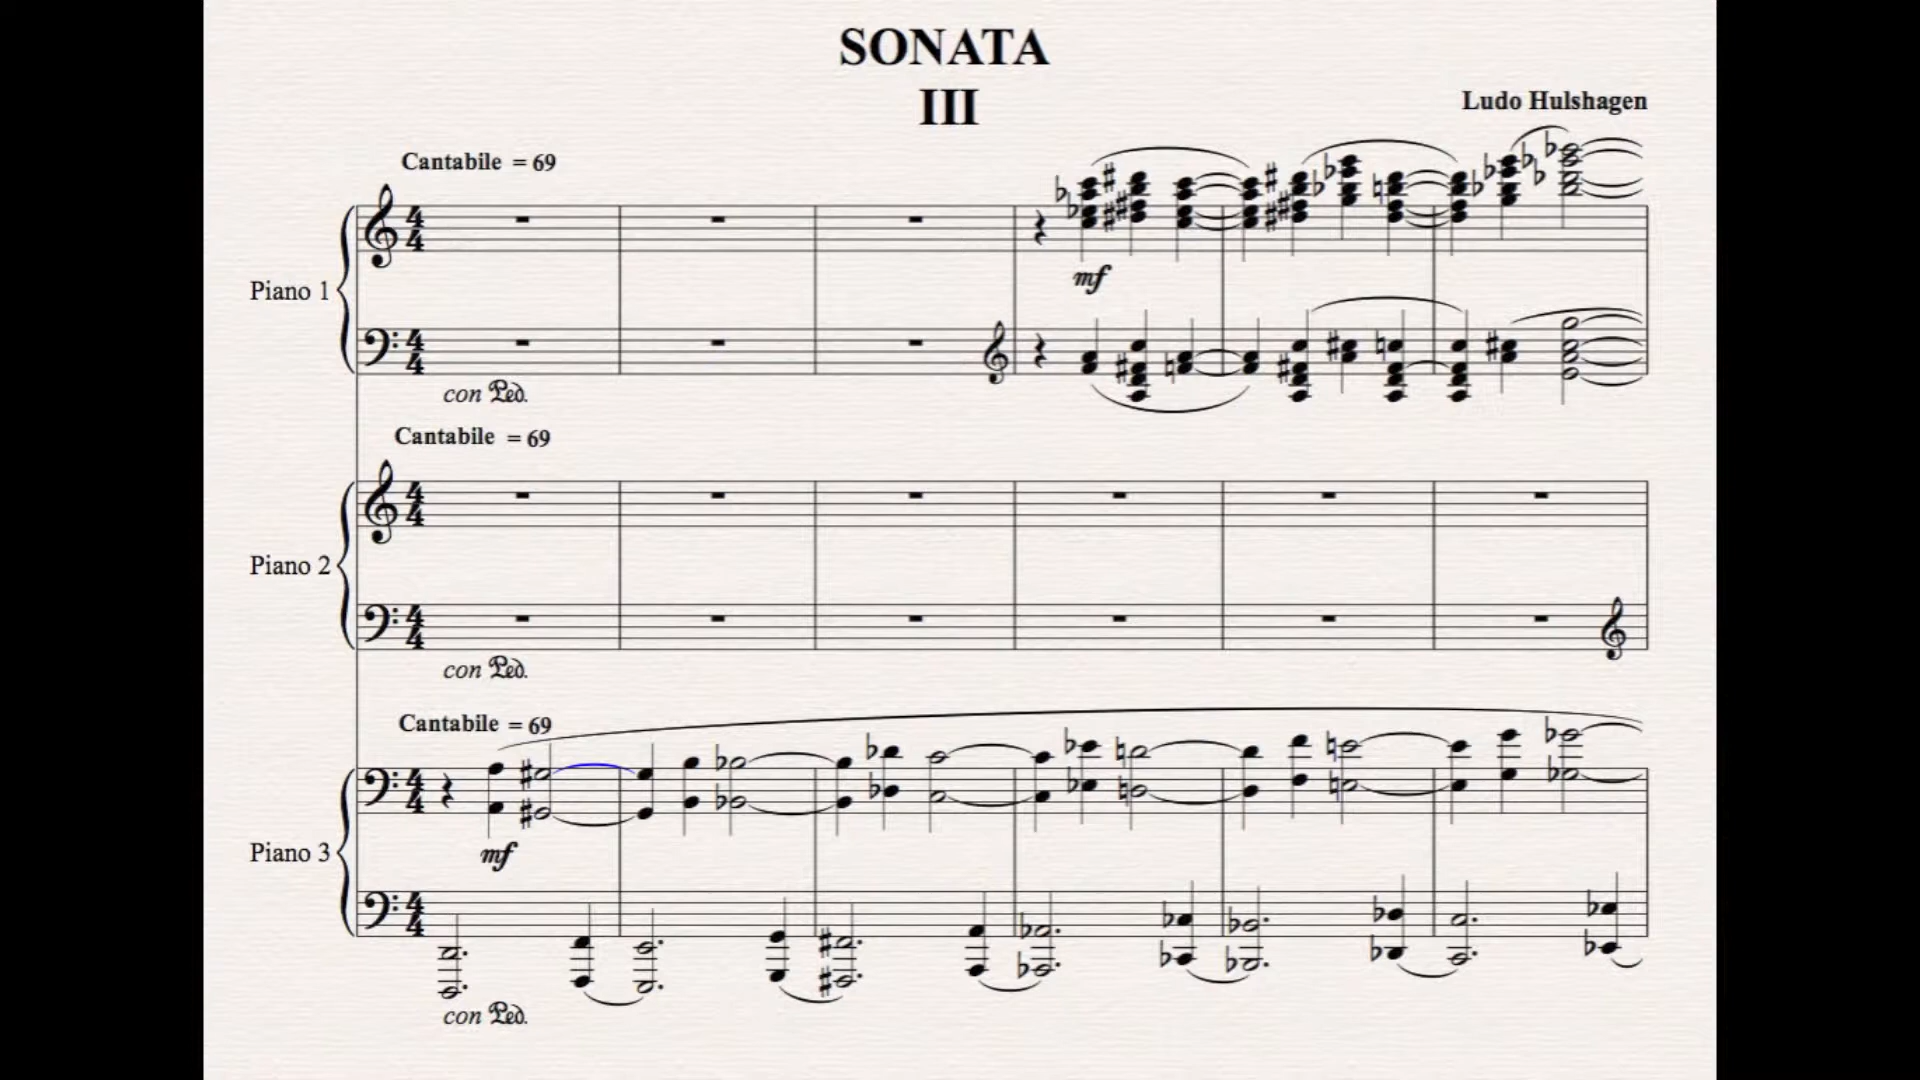 SONATA
III
Ludo Hulshagen
Cantabile = 69
Piano 1
mf
con Ped.
Cantabile = 69
Piano 2
con Ped.
Cantabile = 69
Piano 3
mf
con Ped.